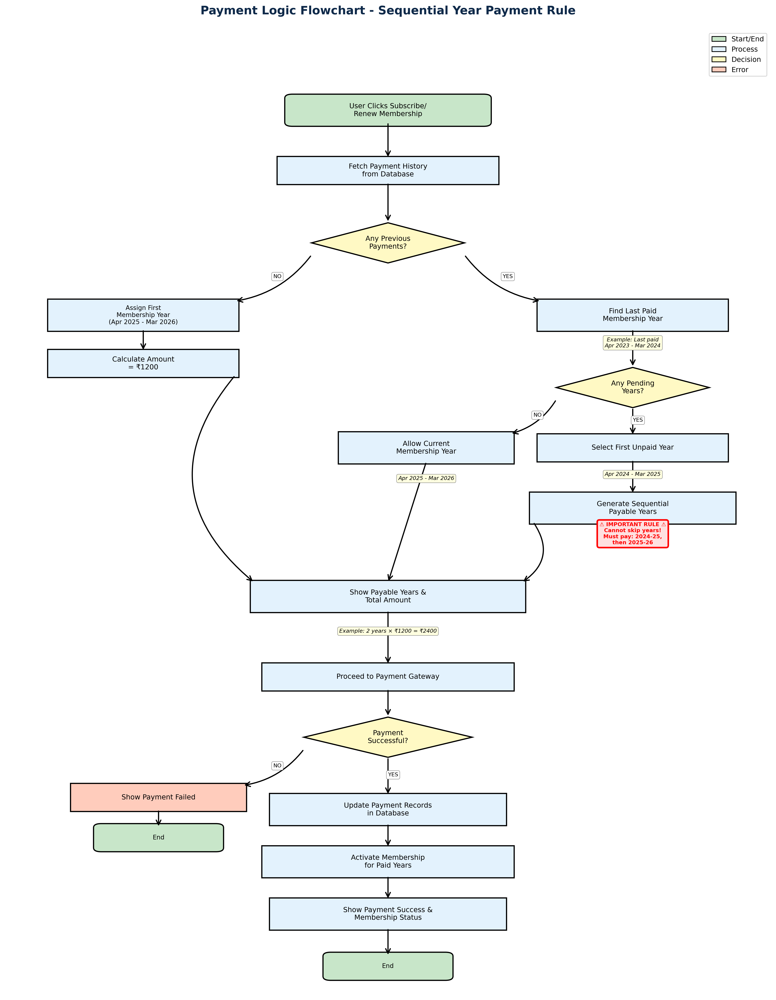 Payment Logic Flowchart - Sequential Year Payment Rule
Start/End
Process
Decision
Error
User Clicks Subscribe/
Renew Membership
Fetch Payment History
from Database
Any Previous
Payments?
NO
YES
Assign First
Membership Year
(Apr 2025 - Mar 2026)
Find Last Paid
Membership Year
Example: Last paid
Apr 2023 - Mar 2024
Calculate Amount
= ₹1200
Any Pending
Years?
NO
YES
Allow Current
Membership Year
Select First Unpaid Year
Apr 2025 - Mar 2026
Apr 2024 - Mar 2025
Generate Sequential
Payable Years
⚠ IMPORTANT RULE ⚠
Cannot skip years!
Must pay: 2024-25,
then 2025-26
Show Payable Years &
Total Amount
Example: 2 years × ₹1200 = ₹2400
Proceed to Payment Gateway
Payment
Successful?
NO
YES
Show Payment Failed
Update Payment Records
in Database
End
Activate Membership
for Paid Years
Show Payment Success &
Membership Status
End